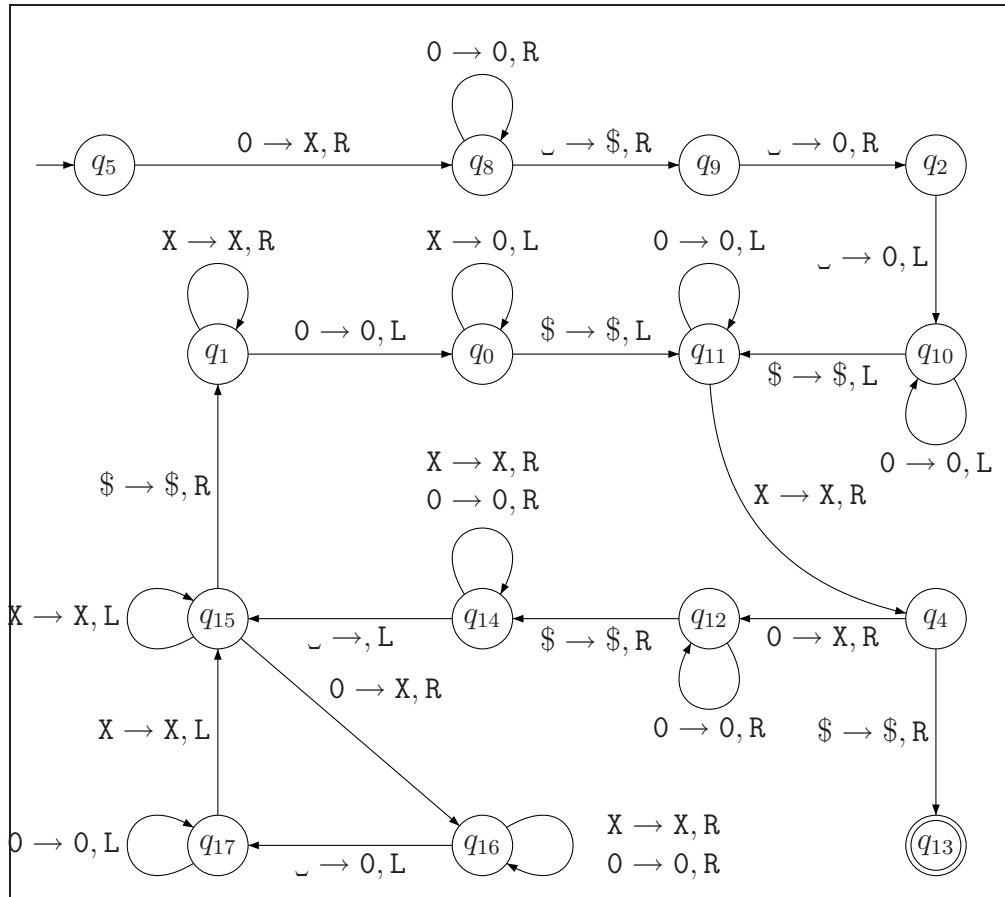 0 → 0, R
0 → X, R
␣ → $, R
␣ → 0, R
q5
q8
q9
q2
X → X, R
X → 0, L
0 → 0, L
␣ → 0, L
0 → 0, L
$ → $, L
q1
q0
q11
q10
$ → $, L
0 → 0, L
X → X, R
0 → 0, R
$ → $, R
X → X, R
X → X, L
q15
q14
q12
q4
␣ →, L
$ → $, R
0 → X, R
0 → X, R
X → X, L
0 → 0, R
$ → $, R
0 → 0, L
q17
q16
X → X, R
0 → 0, R
q13
␣ → 0, L